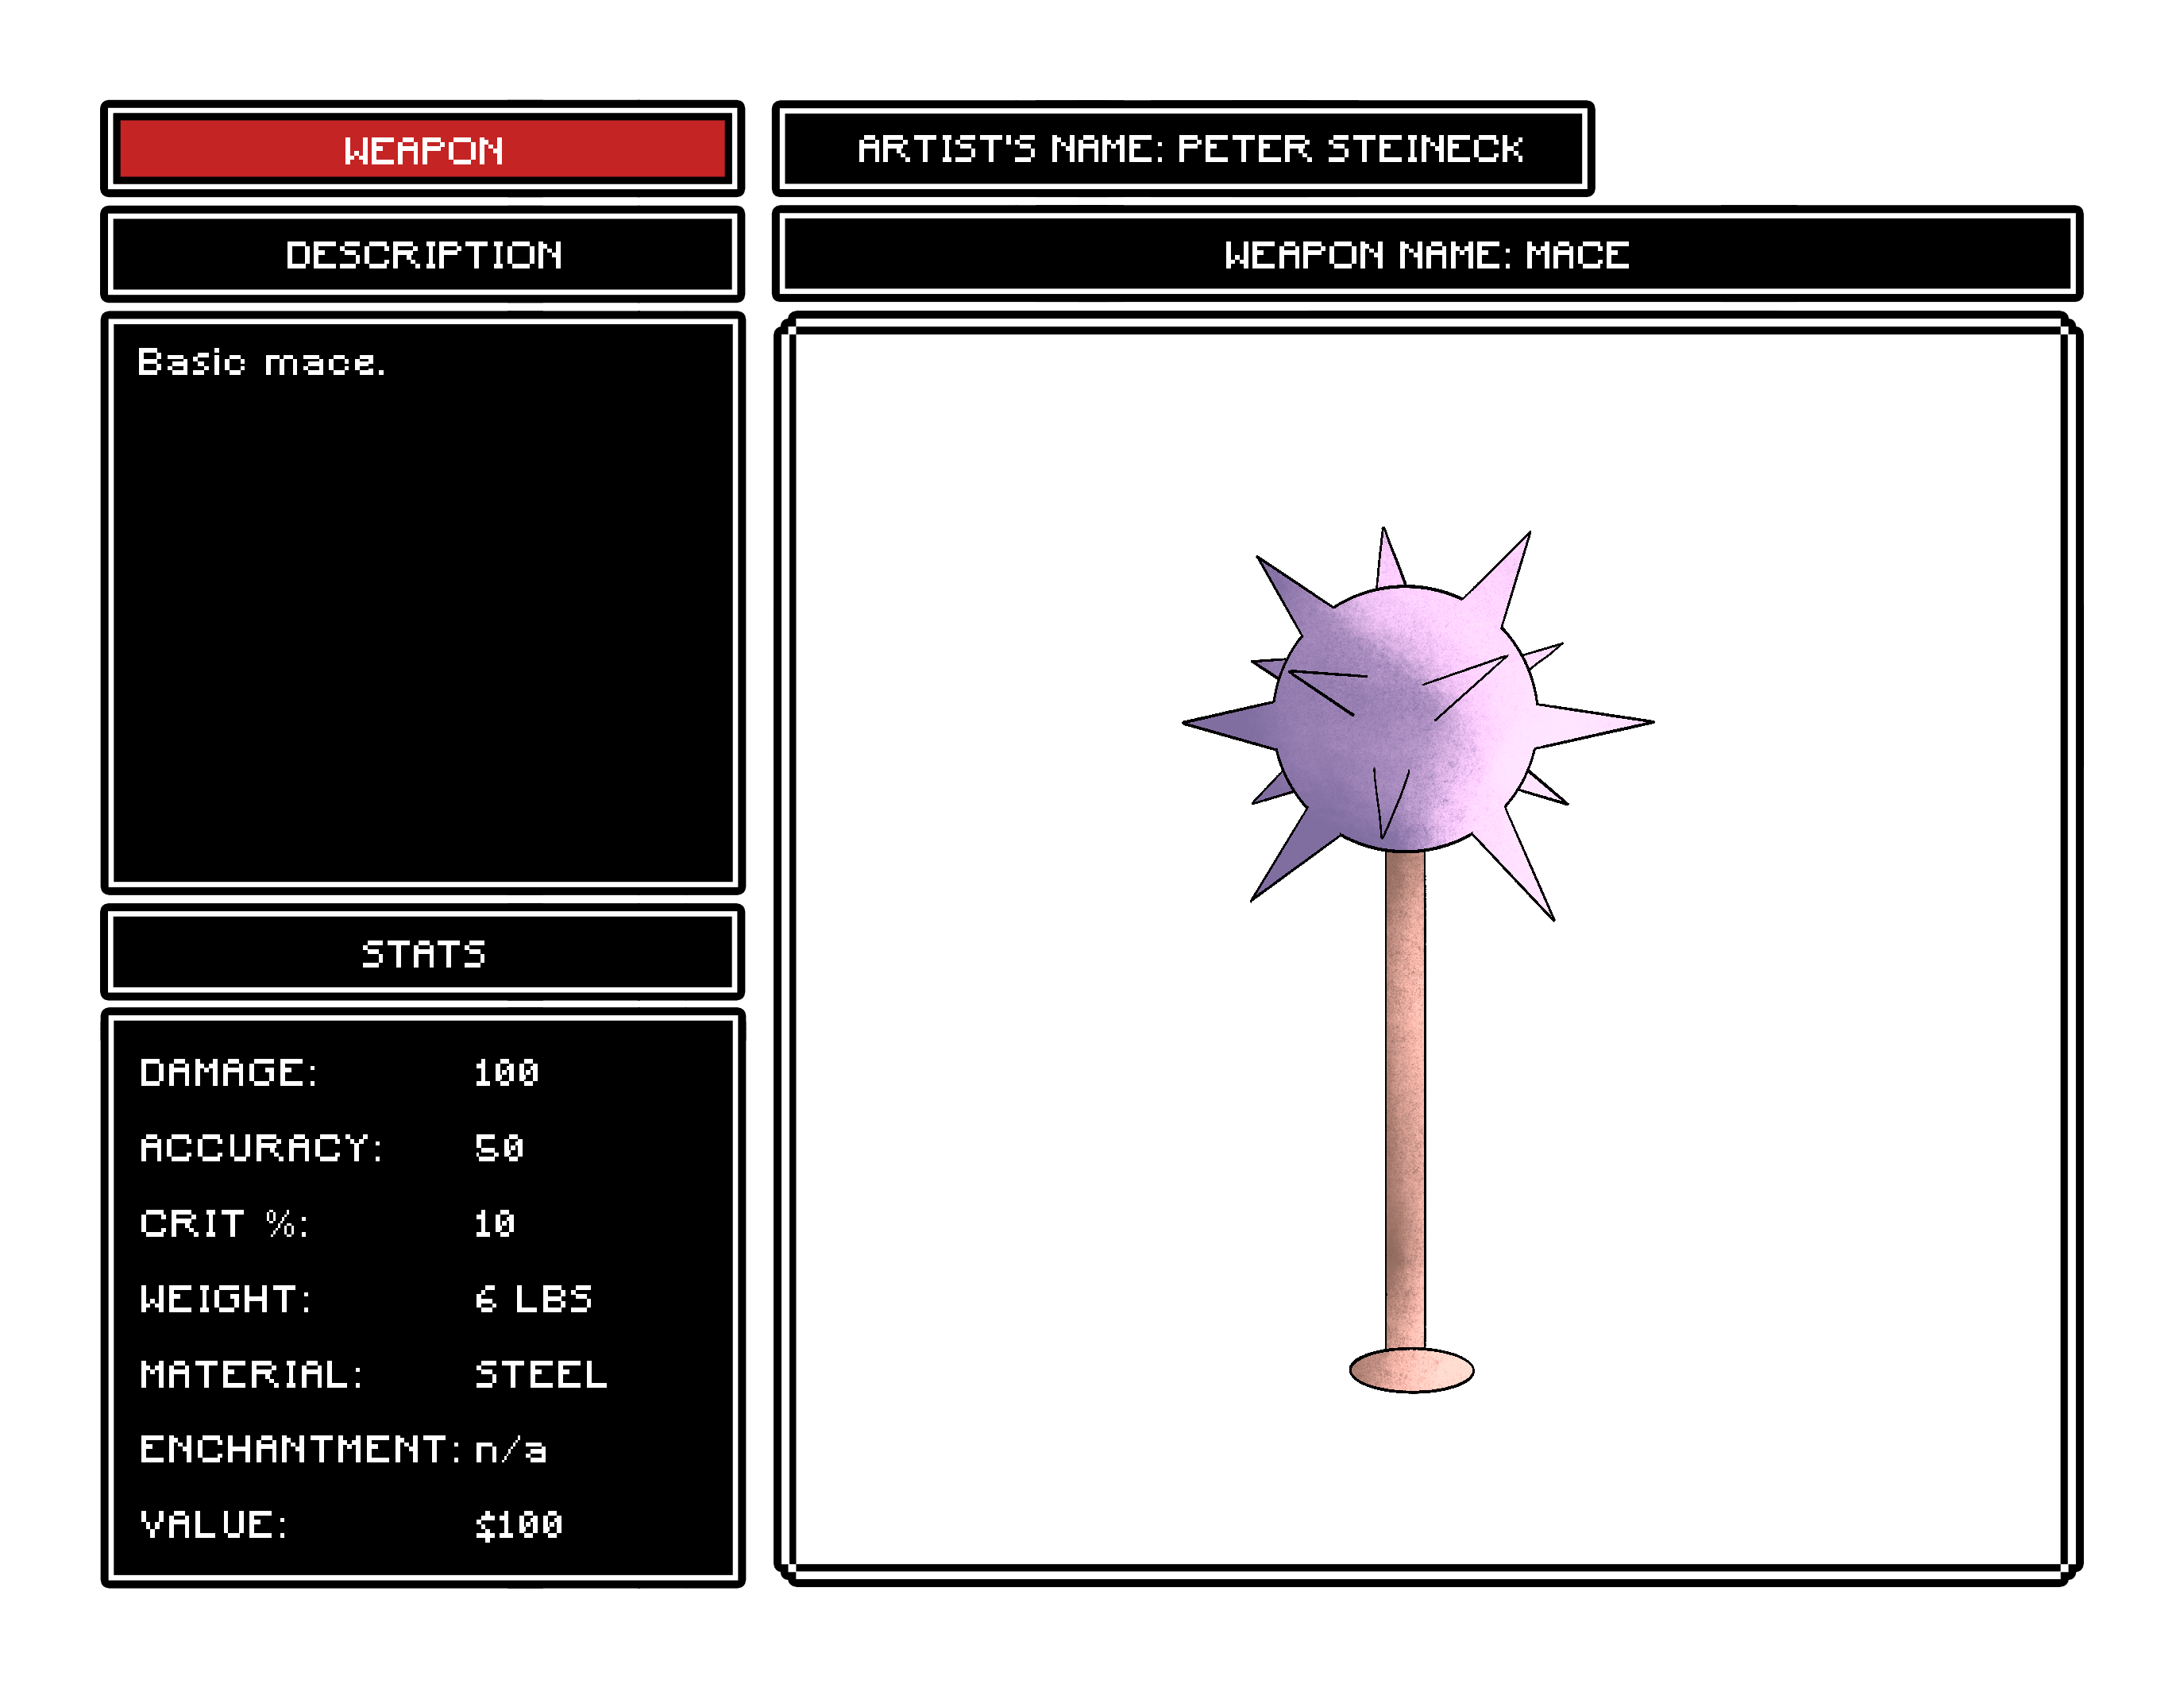 WEAPON
ARTIST'S NAME: PETER STEINECK
DESCRIPTION
WEAPON NAME: MACE
Basic mace.
STATS
DAMAGE: 100
ACCURACY: 50
CRIT %: 10
WEIGHT: 6 LBS
MATERIAL: STEEL
ENCHANTMENT: n/a
VALUE: $100